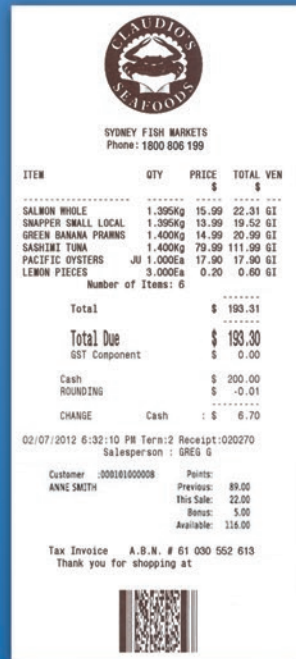 CLAUDIO'S
SEAFOODS
SYDNEY FISH MARKETS
Phone: 1800 806 199
ITEM QTY PRICE TOTAL VEN
$ $
SALMON WHOLE 1.395Kg 15.99 22.31 GI
SNAPPER SMALL LOCAL 1.395Kg 13.99 19.52 GI
GREEN BANANA PRAWNS 1.400Kg 14.99 20.99 GI
SASHIMI TUNA 1.400Kg 79.99 111.99 GI
PACIFIC OYSTERS JU 1.000Ea 17.90 17.90 GI
LEMON PIECES 3.000Ea 0.20 0.60 GI
Number of Items: 6
Total $ 193.31
Total Due $ 193.30
GST Component $ 0.00
Cash $ 200.00
ROUNDING $ -0.01
CHANGE Cash : $ 6.70
02/07/2012 6:32:10 PM Term:2 Receipt:020270
Salesperson : GREG G
Customer :000101000008 Points:
ANNE SMITH Previous: 89.00
This Sale: 22.00
Bonus: 5.00
Available: 116.00
Tax Invoice A.B.N. # 61 030 552 613
Thank you for shopping at